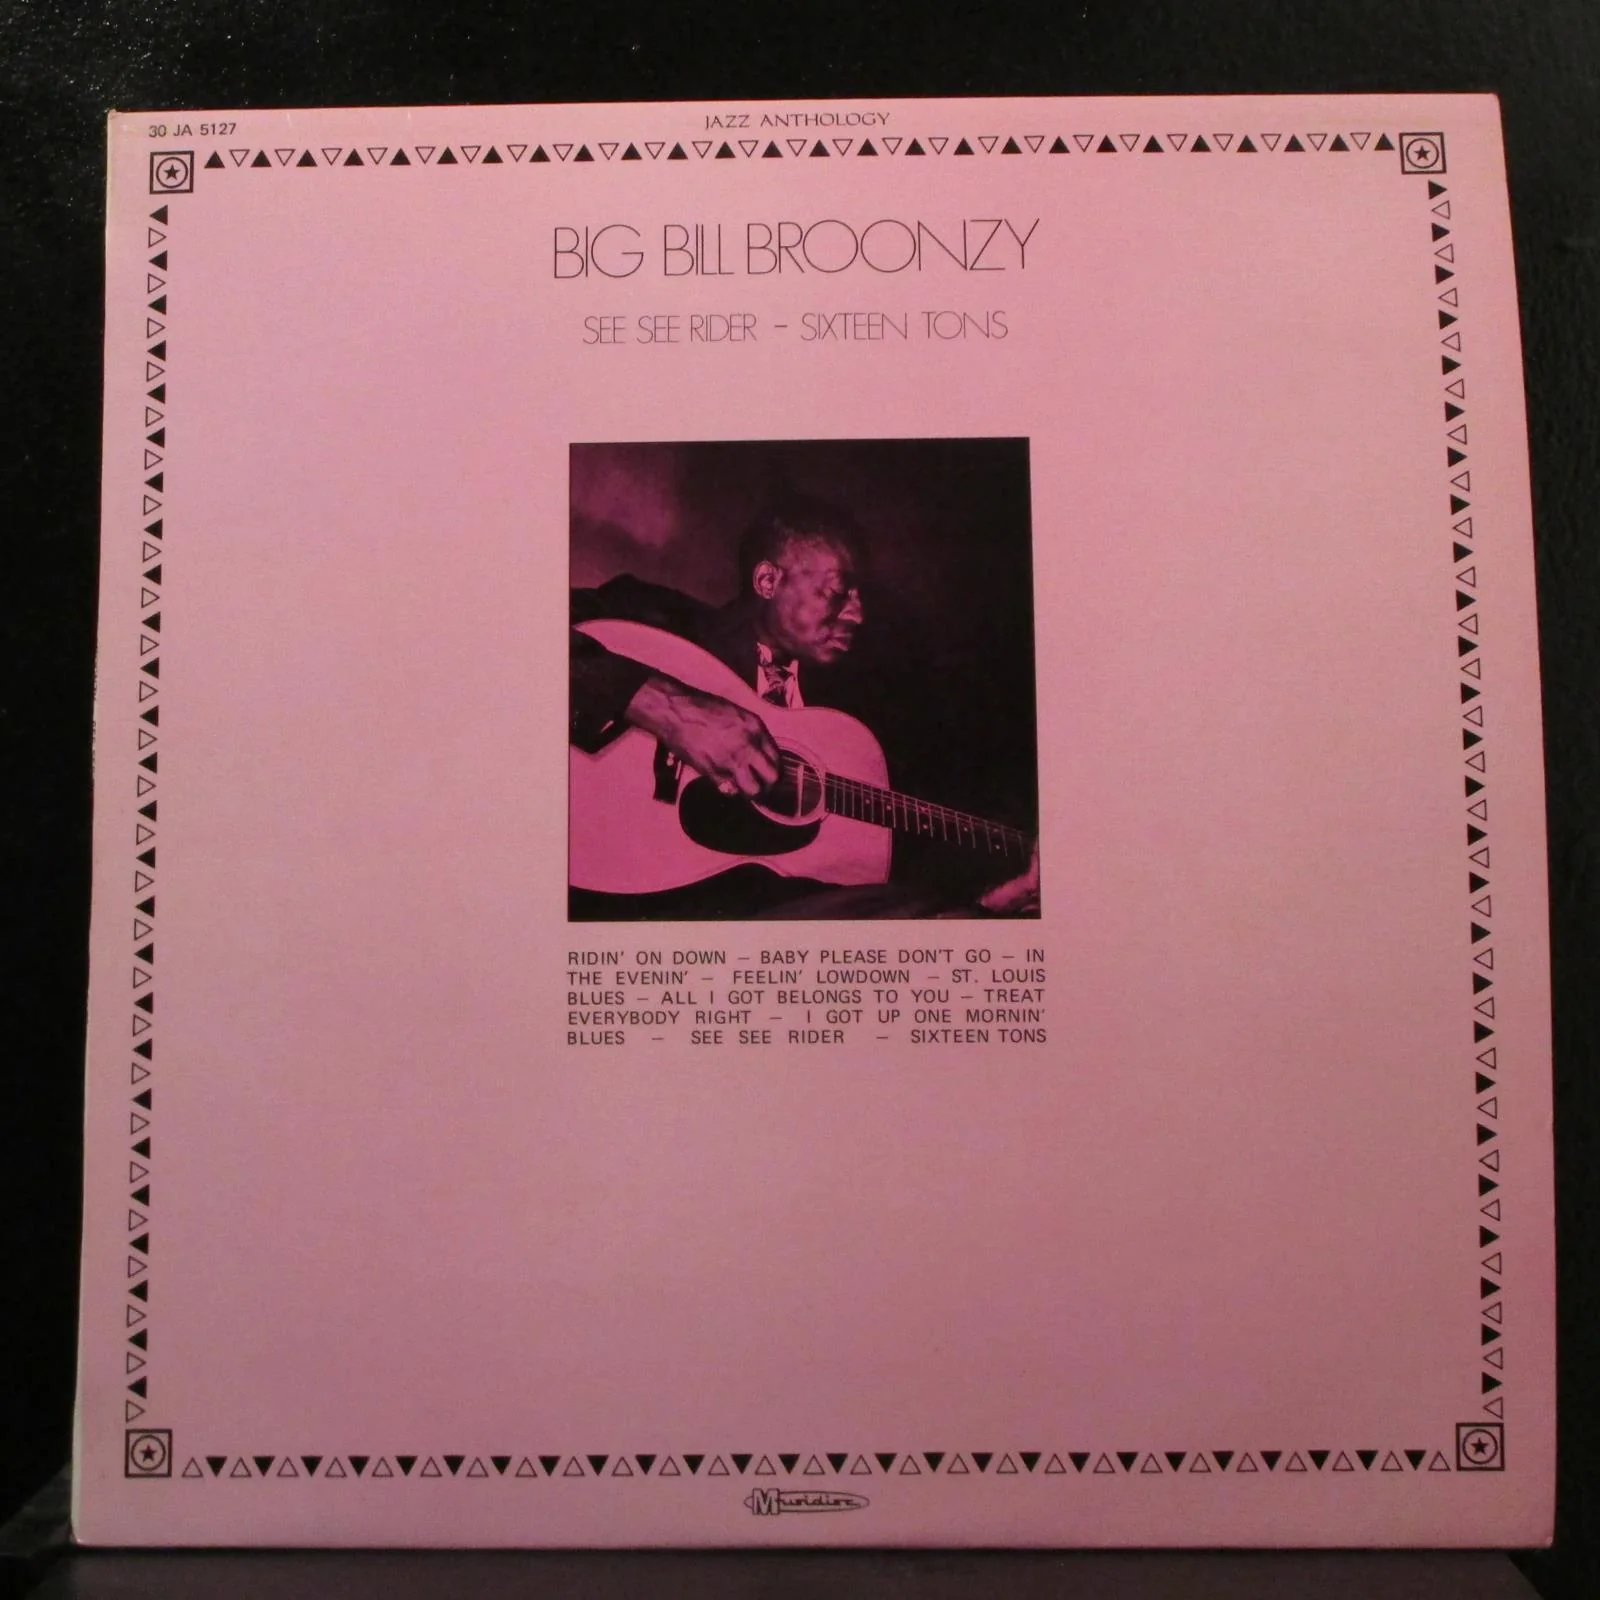 30 JA 5127
JAZZ ANTHOLOGY
BIG BILL BROONZY
SEE SEE RIDER – SIXTEEN TONS
RIDIN' ON DOWN – BABY PLEASE DON'T GO – IN
THE EVENIN' – FEELIN' LOWDOWN – ST. LOUIS
BLUES – ALL I GOT BELONGS TO YOU – TREAT
EVERYBODY RIGHT – I GOT UP ONE MORNIN'
BLUES – SEE SEE RIDER – SIXTEEN TONS
Musidisc